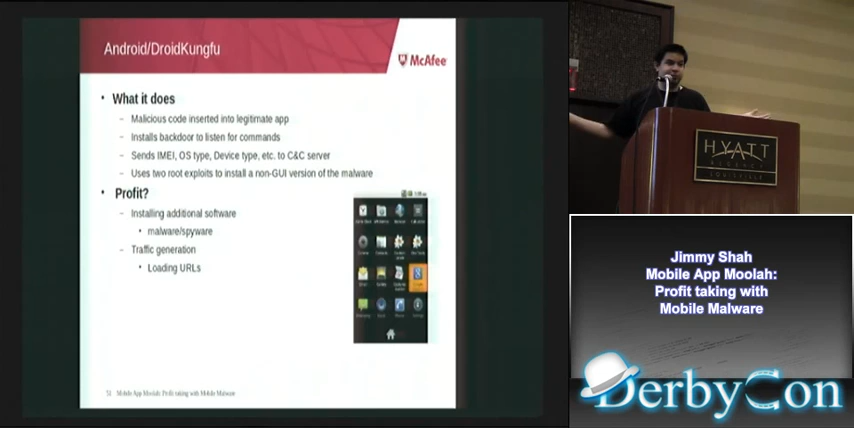 Android/DroidKungfu
McAfee
• What it does
– Malicious code inserted into legitimate app
– Installs backdoor to listen for commands
– Sends IMEI, OS type, Device type, etc. to C&C server
– Uses two root exploits to install a non-GUI version of the malware
• Profit?
– Installing additional software
• malware/spyware
– Traffic generation
• Loading URLs
51 Mobile App Moolah: Profit taking with Mobile Malware
HYATT
REGENCY
LOUISVILLE
Jimmy Shah
Mobile App Moolah:
Profit taking with
Mobile Malware
DerbyCon